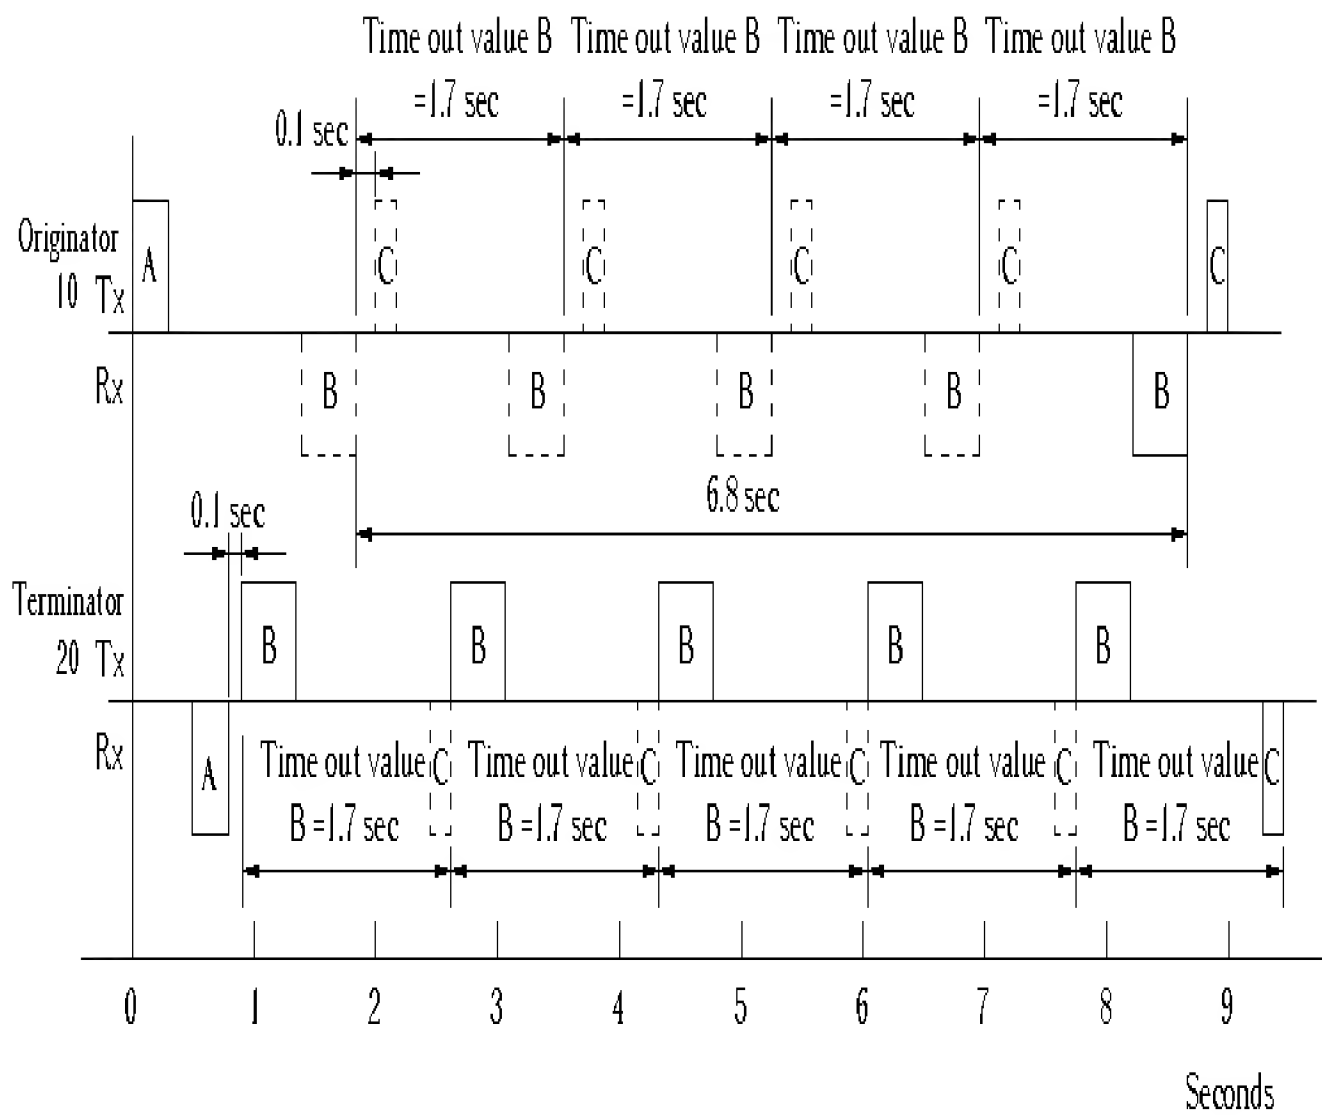 Time out value B Time out value B Time out value B Time out value B
=1.7 sec =1.7 sec =1.7 sec =1.7 sec
0.1 sec
Originator
10 Tx
A C C C C C
Rx
B B B B B
6.8 sec
0.1 sec
Terminator
20 Tx
B B B B B
Rx
A
Time out value C Time out value C Time out value C Time out value C Time out value C
B =1.7 sec B =1.7 sec B =1.7 sec B =1.7 sec B =1.7 sec
0 1 2 3 4 5 6 7 8 9
Seconds